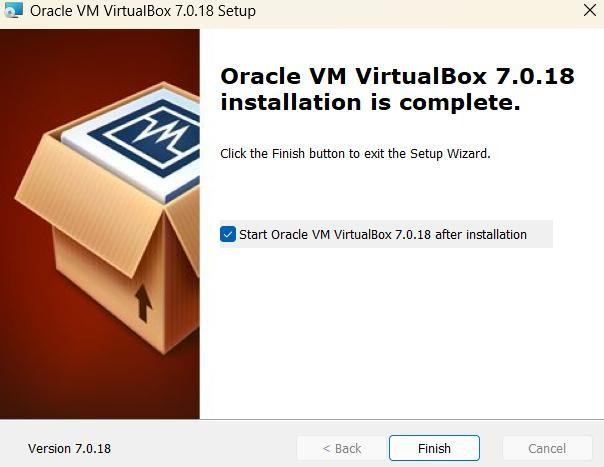 Oracle VM VirtualBox 7.0.18 Setup
Oracle VM VirtualBox 7.0.18
installation is complete.
Click the Finish button to exit the Setup Wizard.
Start Oracle VM VirtualBox 7.0.18 after installation
Version 7.0.18
< Back
Finish
Cancel